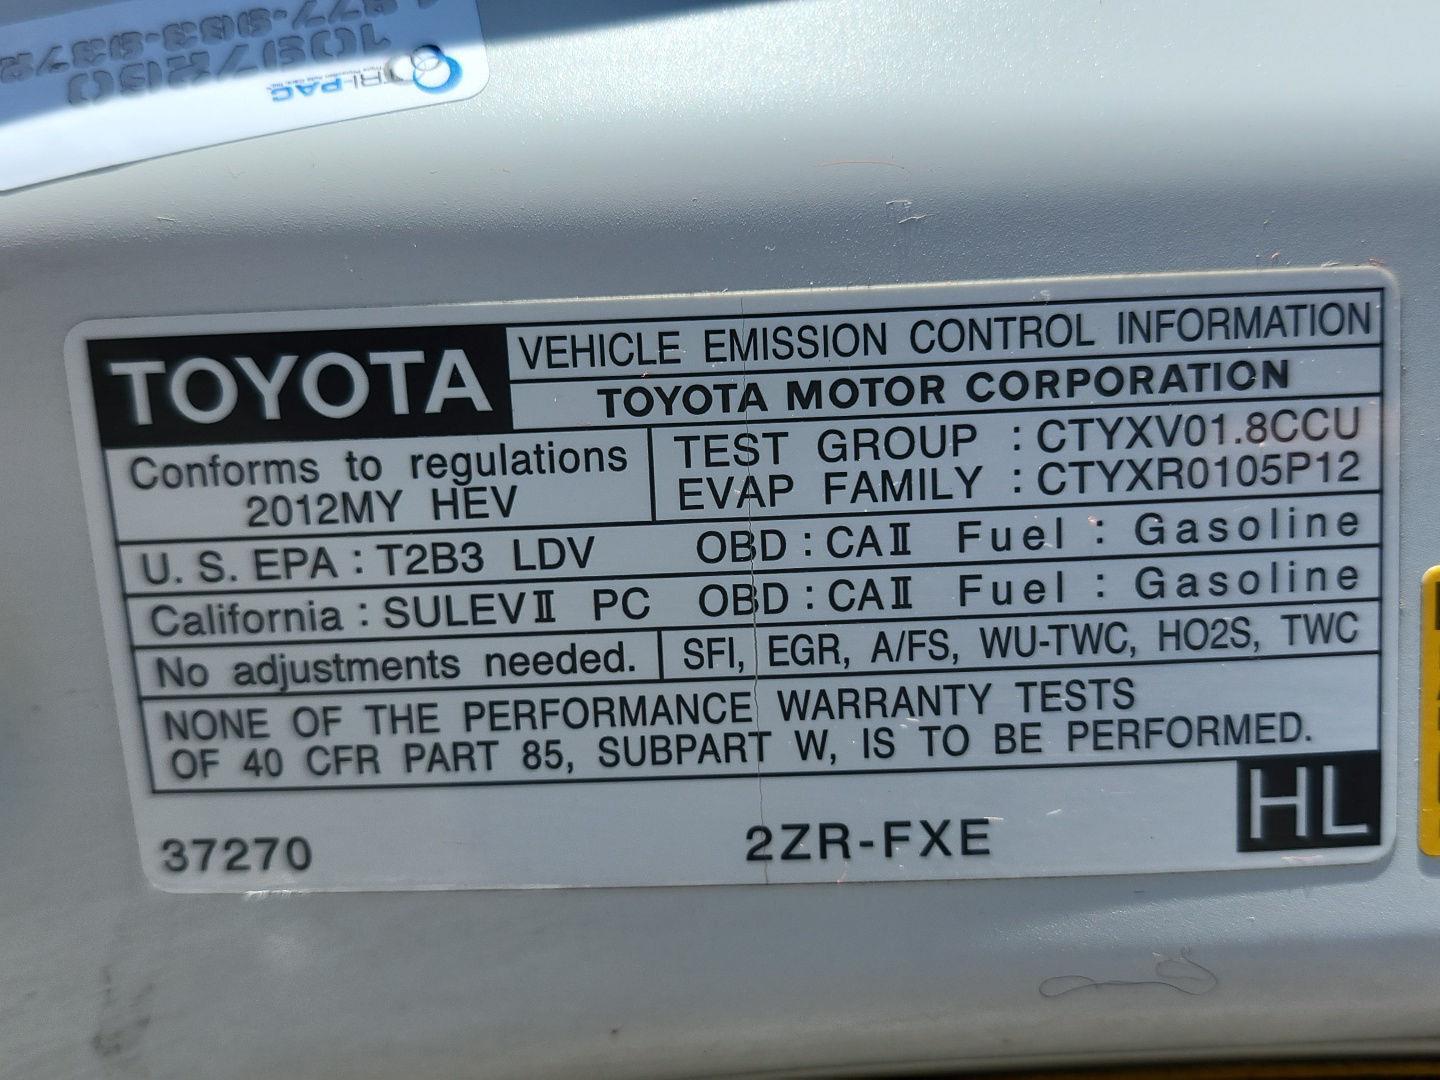 1097280
TRI-PAC
TOYOTA
VEHICLE EMISSION CONTROL INFORMATION
TOYOTA MOTOR CORPORATION
Conforms to regulations
2012MY HEV
TEST GROUP : CTYXV01.8CCU
EVAP FAMILY : CTYXR0105P12
U. S. EPA : T2B3 LDV OBD : CAⅡ Fuel : Gasoline
California : SULEVⅡ PC OBD : CAⅡ Fuel : Gasoline
No adjustments needed.
SFI, EGR, A/FS, WU-TWC, HO2S, TWC
NONE OF THE PERFORMANCE WARRANTY TESTS
OF 40 CFR PART 85, SUBPART W, IS TO BE PERFORMED.
37270
2ZR-FXE
HL